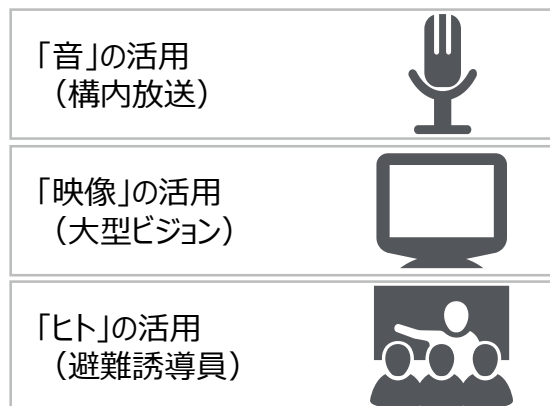 「音」の活用
（構内放送）
「映像」の活用
（大型ビジョン）
「ヒト」の活用
（避難誘導員）